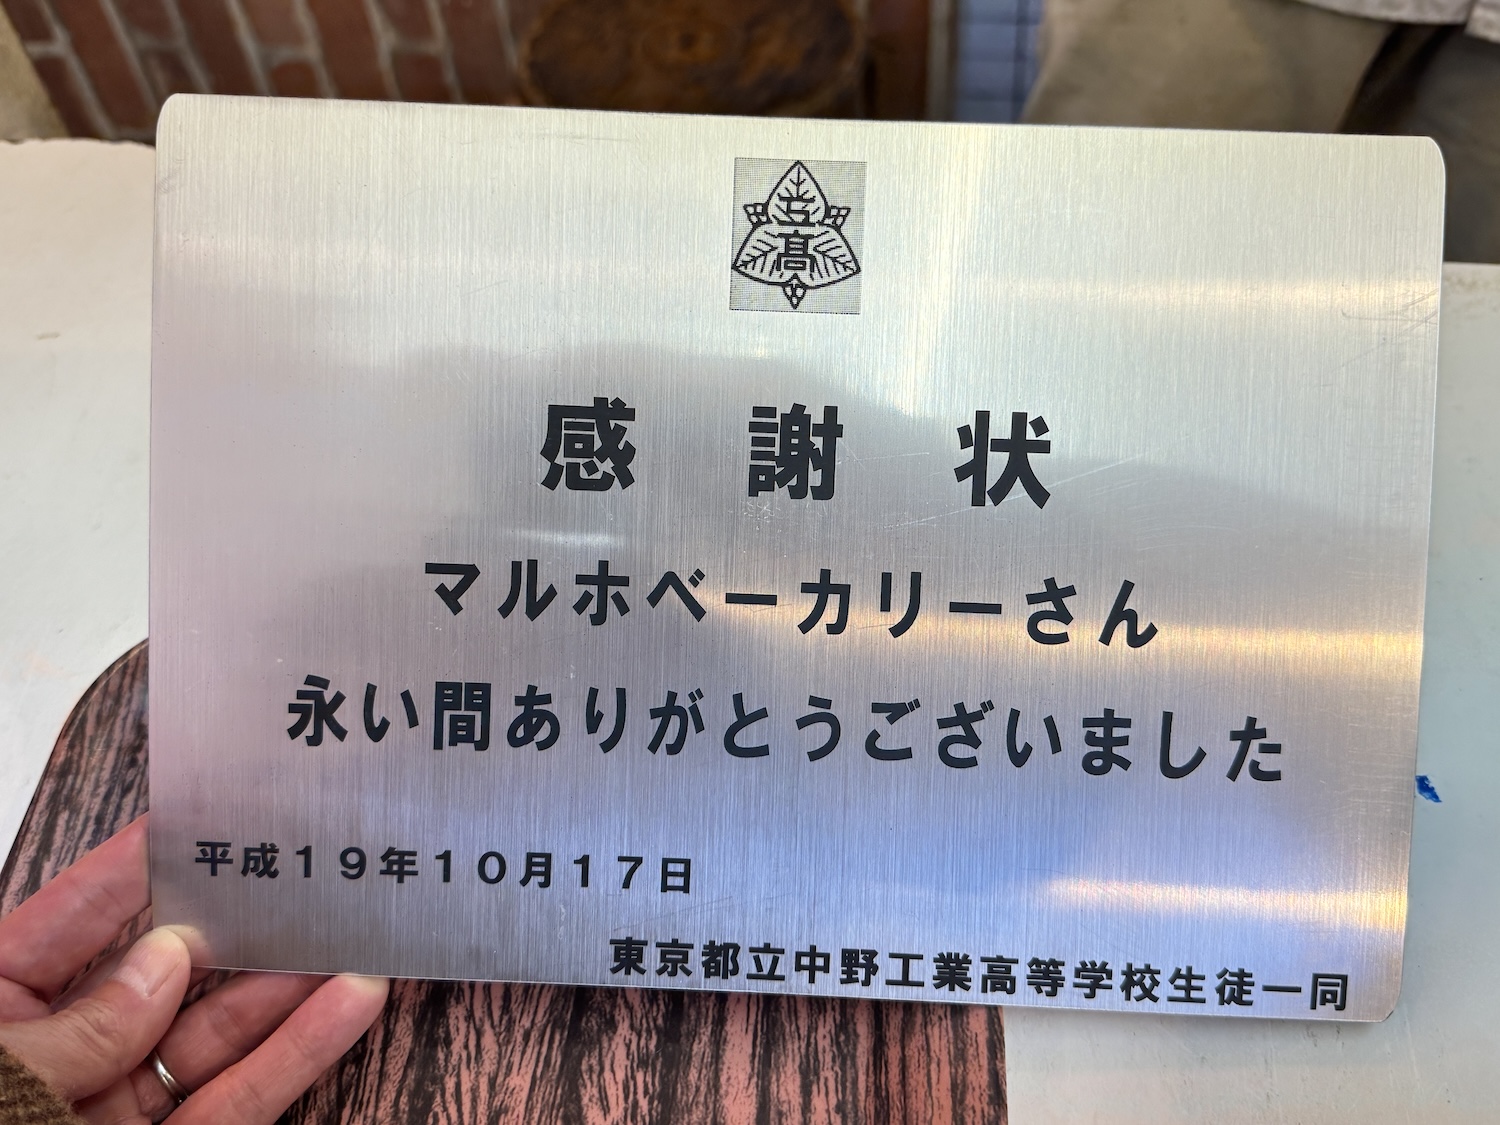 工高
感謝状
マルホベーカリーさん
永い間ありがとうございました
平成19年10月17日
東京都立中野工業高等学校生徒一同